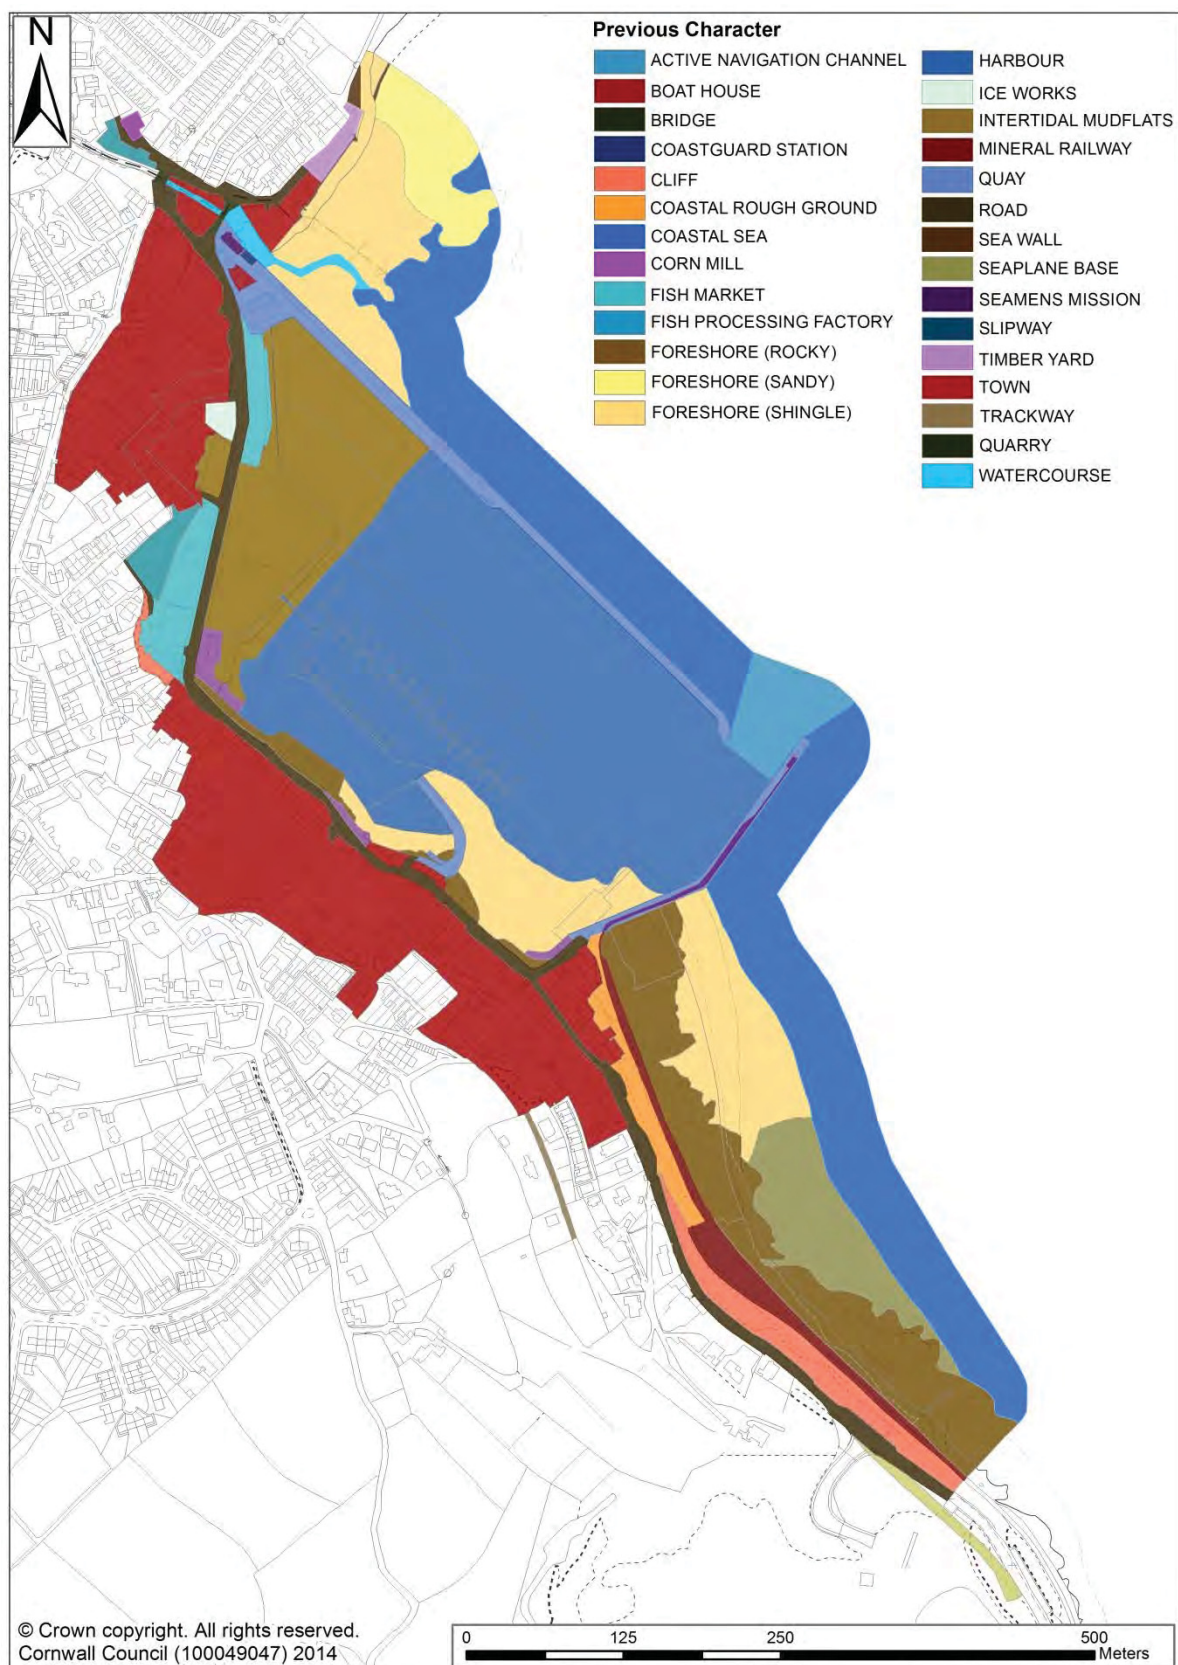 N
Previous Character
ACTIVE NAVIGATION CHANNEL
BOAT HOUSE
BRIDGE
COASTGUARD STATION
CLIFF
COASTAL ROUGH GROUND
COASTAL SEA
CORN MILL
FISH MARKET
FISH PROCESSING FACTORY
FORESHORE (ROCKY)
FORESHORE (SANDY)
FORESHORE (SHINGLE)
HARBOUR
ICE WORKS
INTERTIDAL MUDFLATS
MINERAL RAILWAY
QUAY
ROAD
SEA WALL
SEAPLANE BASE
SEAMENS MISSION
SLIPWAY
TIMBER YARD
TOWN
TRACKWAY
QUARRY
WATERCOURSE
© Crown copyright. All rights reserved.
Cornwall Council (100049047) 2014
0 125 250 500
Meters